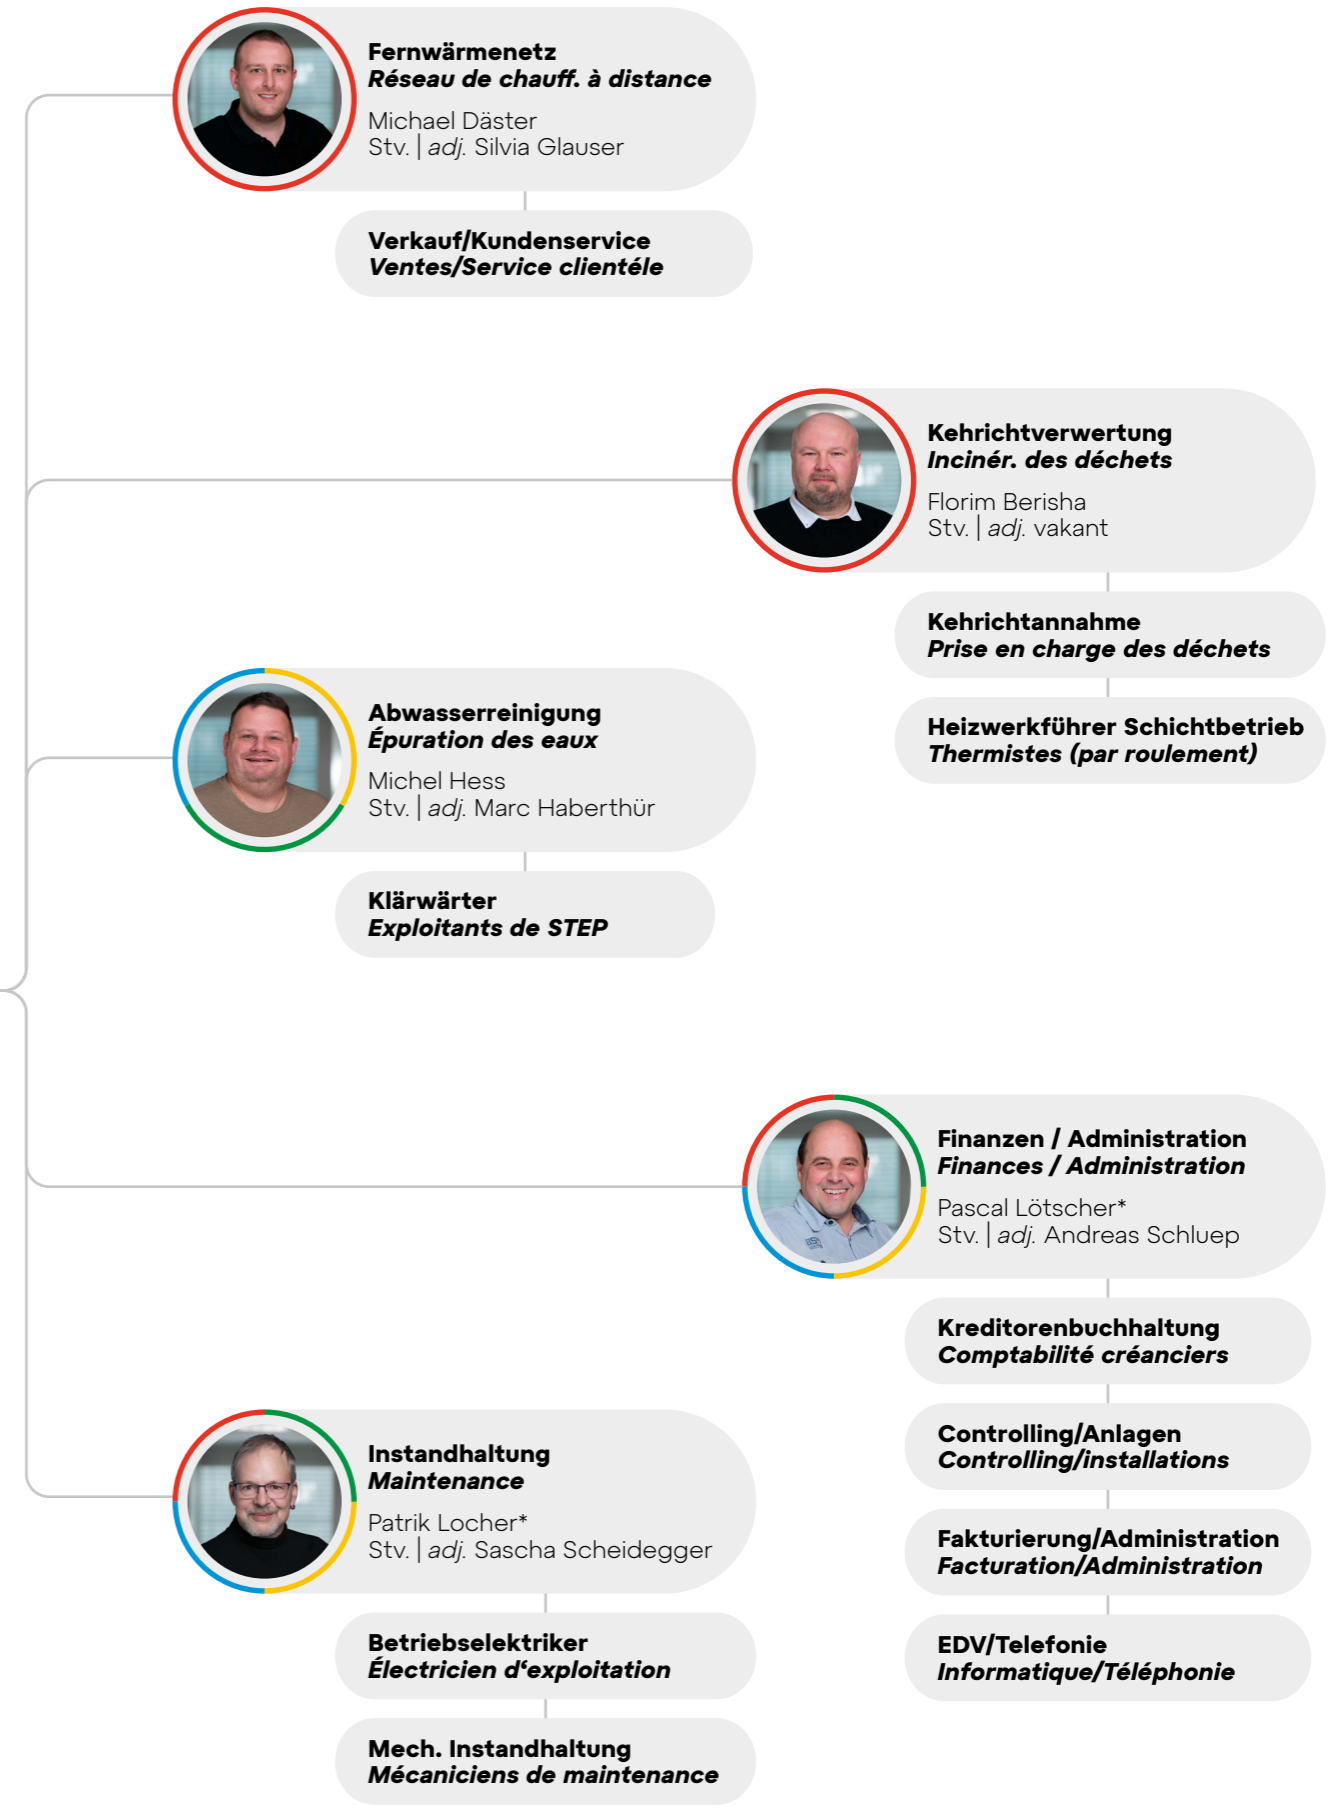 Fernwärmenetz
Réseau de chauff. à distance
Michael Däster
Stv. | adj. Silvia Glauser
Verkauf/Kundenservice
Ventes/Service clientéle
Kehrichtverwertung
Incinér. des déchets
Florim Berisha
Stv. | adj. vakant
Kehrichtannahme
Prise en charge des déchets
Heizwerkführer Schichtbetrieb
Thermistes (par roulement)
Abwasserreinigung
Épuration des eaux
Michel Hess
Stv. | adj. Marc Haberthür
Klärwärter
Exploitants de STEP
Finanzen / Administration
Finances / Administration
Pascal Lötscher*
Stv. | adj. Andreas Schluep
Kreditorenbuchhaltung
Comptabilité créanciers
Controlling/Anlagen
Controlling/installations
Fakturierung/Administration
Facturation/Administration
EDV/Telefonie
Informatique/Téléphonie
Instandhaltung
Maintenance
Patrik Locher*
Stv. | adj. Sascha Scheidegger
Betriebselektriker
Électricien d‘exploitation
Mech. Instandhaltung
Mécaniciens de maintenance